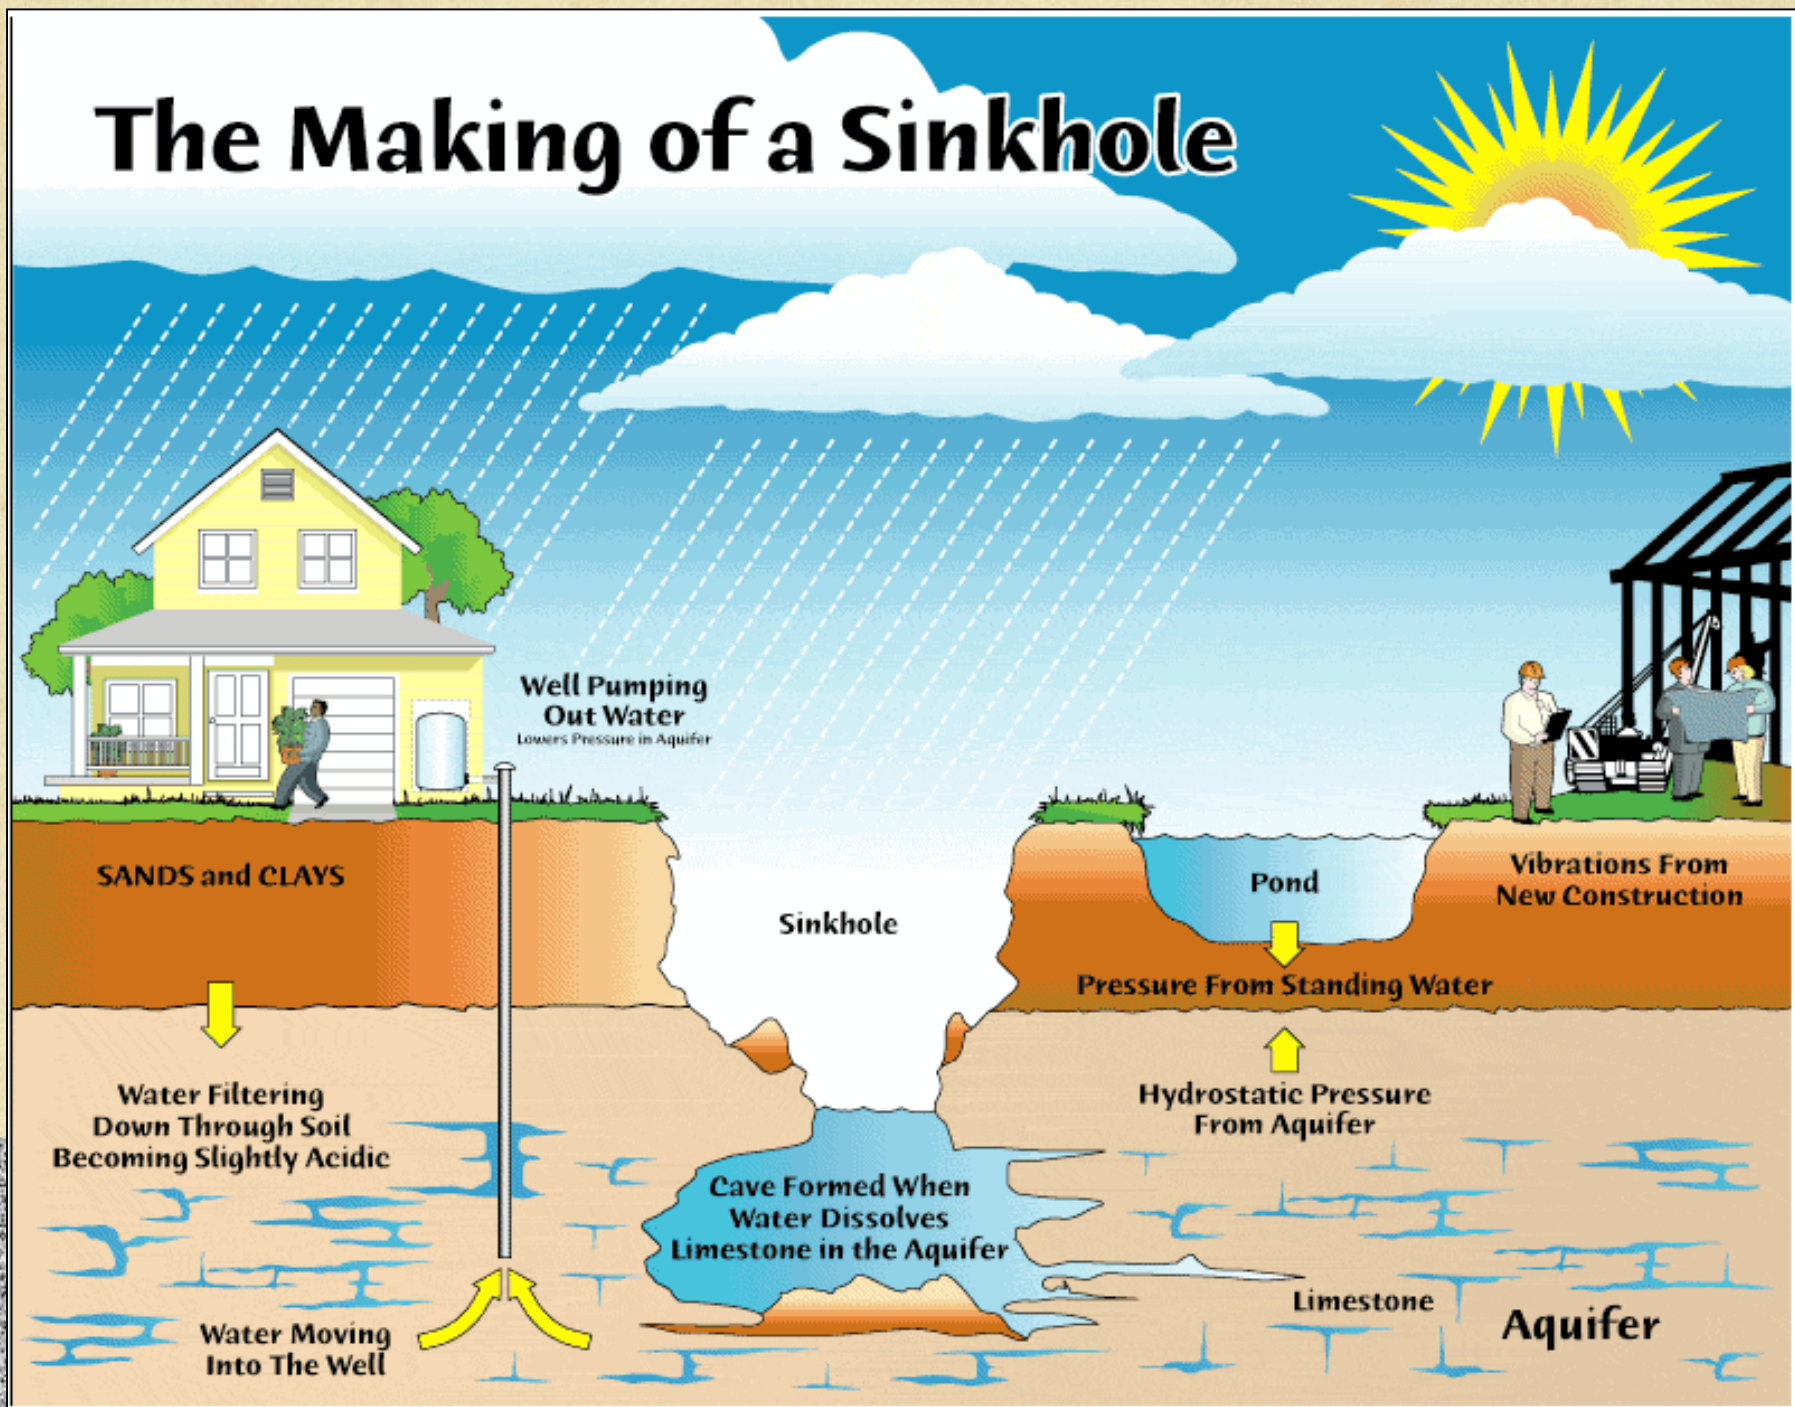 The Making of a Sinkhole
Well Pumping
Out Water
Lowers Pressure in Aquifer
SANDS and CLAYS
Sinkhole
Pond
Vibrations From
New Construction
Pressure From Standing Water
Water Filtering
Down Through Soil
Becoming Slightly Acidic
Hydrostatic Pressure
From Aquifer
Cave Formed When
Water Dissolves
Limestone in the Aquifer
Water Moving
Into The Well
Limestone
Aquifer